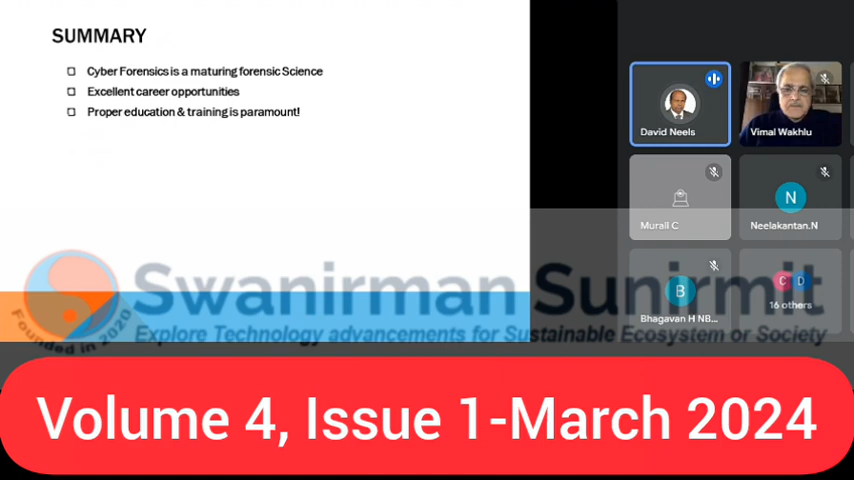 SUMMARY
Cyber Forensics is a maturing forensic Science
Excellent career opportunities
Proper education & training is paramount!
David Neels
Vimal Wakhlu
Murali C
N
Neelakantan.N
B
Bhagavan H NB...
C D
16 others
Swanirman Sunirmit
Explore Technology advancements for Sustainable Ecosystem or Society
Founded in 2020
Volume 4, Issue 1-March 2024